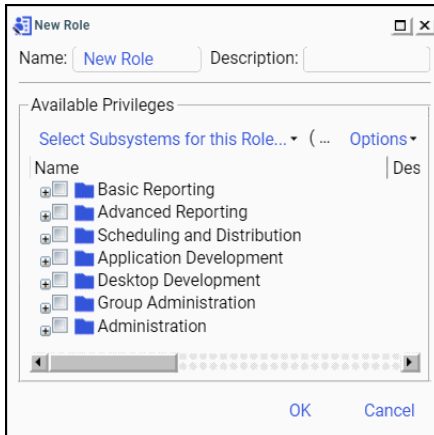 New Role
Name: New Role Description:
Available Privileges
Select Subsystems for this Role... ( ... Options
Name Des
Basic Reporting
Advanced Reporting
Scheduling and Distribution
Application Development
Desktop Development
Group Administration
Administration
OK Cancel